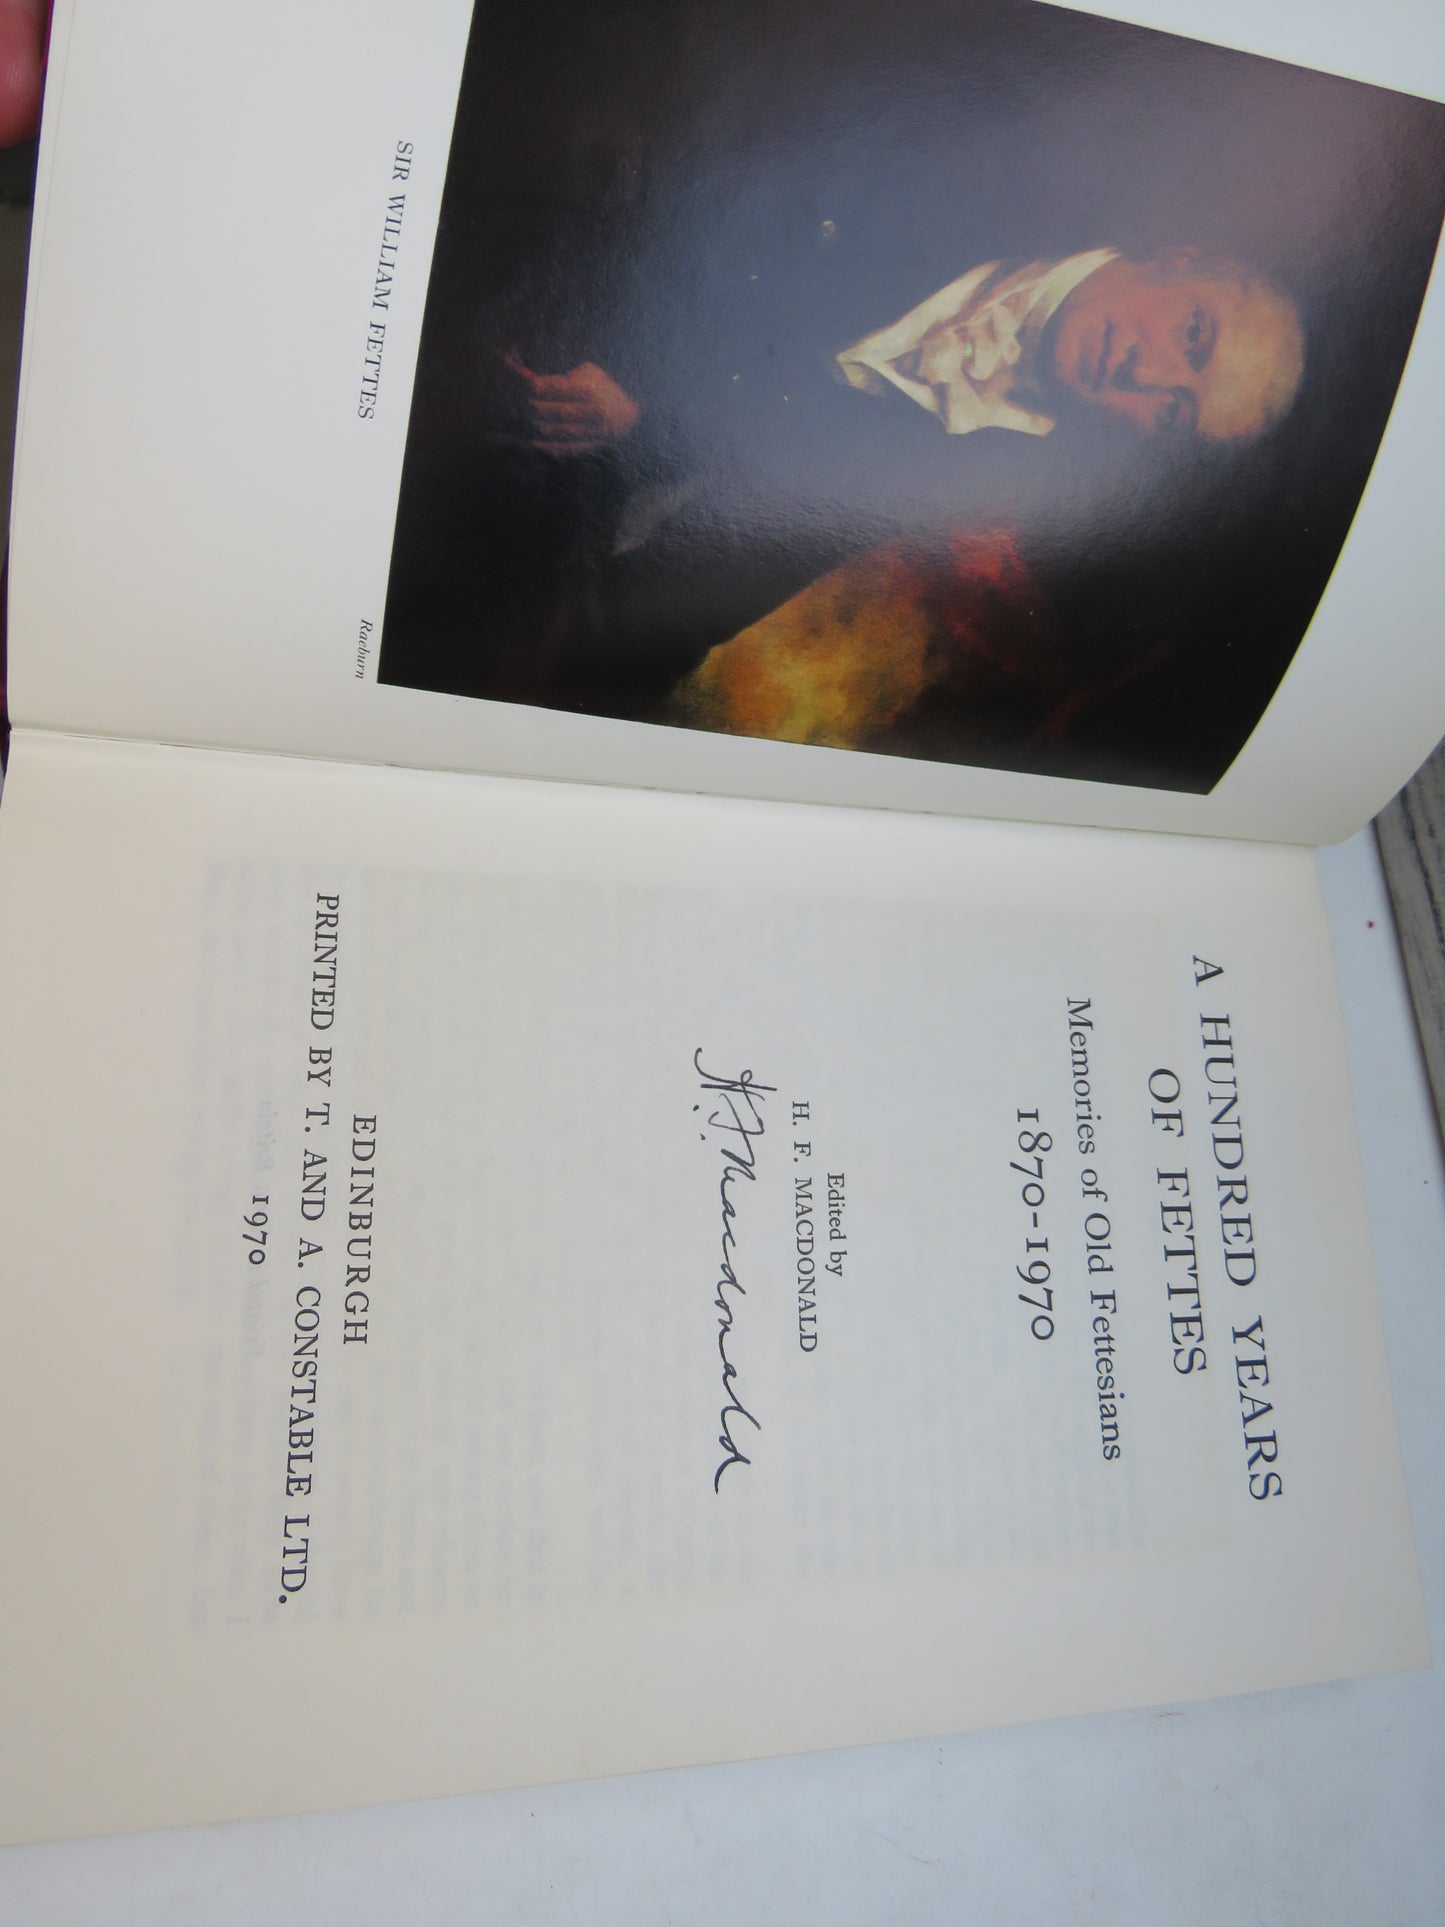 SIR WILLIAM FETTES
Raeburn
A HUNDRED YEARS
OF FETTES
Memories of Old Fettesians
1870-1970
Edited by
H. F. MACDONALD
H. F. Macdonald
EDINBURGH
PRINTED BY T. AND A. CONSTABLE LTD.
1970